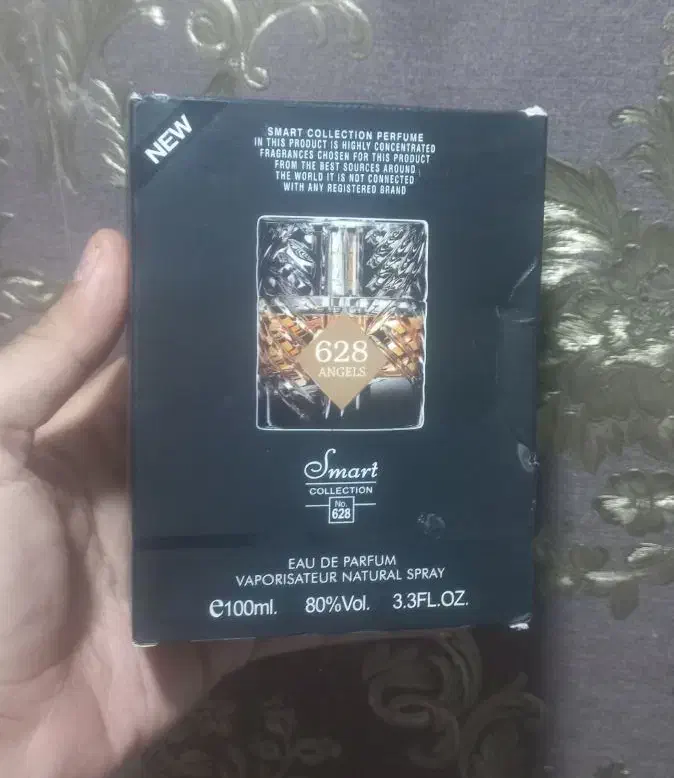 NEW
SMART COLLECTION PERFUME
IN THIS PRODUCT IS HIGHLY CONCENTRATED
FRAGRANCES CHOSEN FOR THIS PRODUCT
FROM THE BEST SOURCES AROUND
THE WORLD IT IS NOT CONNECTED
WITH ANY REGISTERED BRAND
628
ANGELS
Smart
COLLECTION
No.
628
EAU DE PARFUM
VAPORISATEUR NATURAL SPRAY
℮100ml. 80%Vol. 3.3FL.OZ.